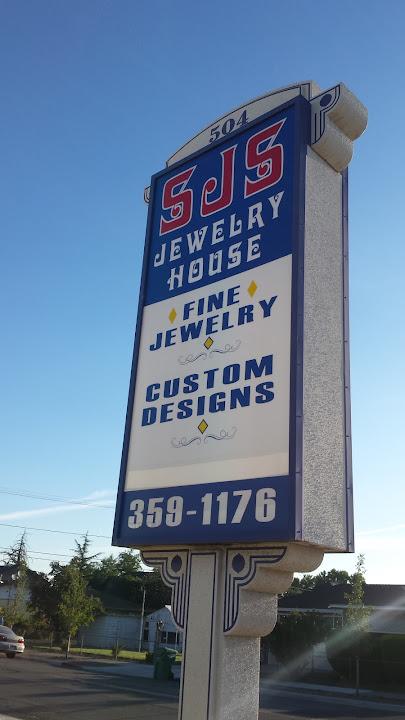 504
SJS
JEWELRY
HOUSE
FINE
JEWELRY
CUSTOM
DESIGNS
359-1176